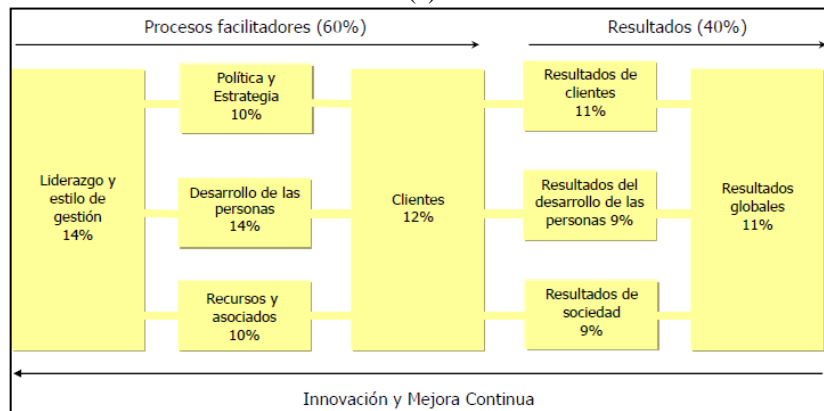 Procesos facilitadores (60%)
Resultados (40%)
Liderazgo y
estilo de
gestión
14%
Política y
Estrategia
10%
Desarrollo de las
personas
14%
Recursos y
asociados
10%
Clientes
12%
Resultados de
clientes
11%
Resultados del
desarrollo de las
personas 9%
Resultados de
sociedad
9%
Resultados
globales
11%
Innovación y Mejora Continua